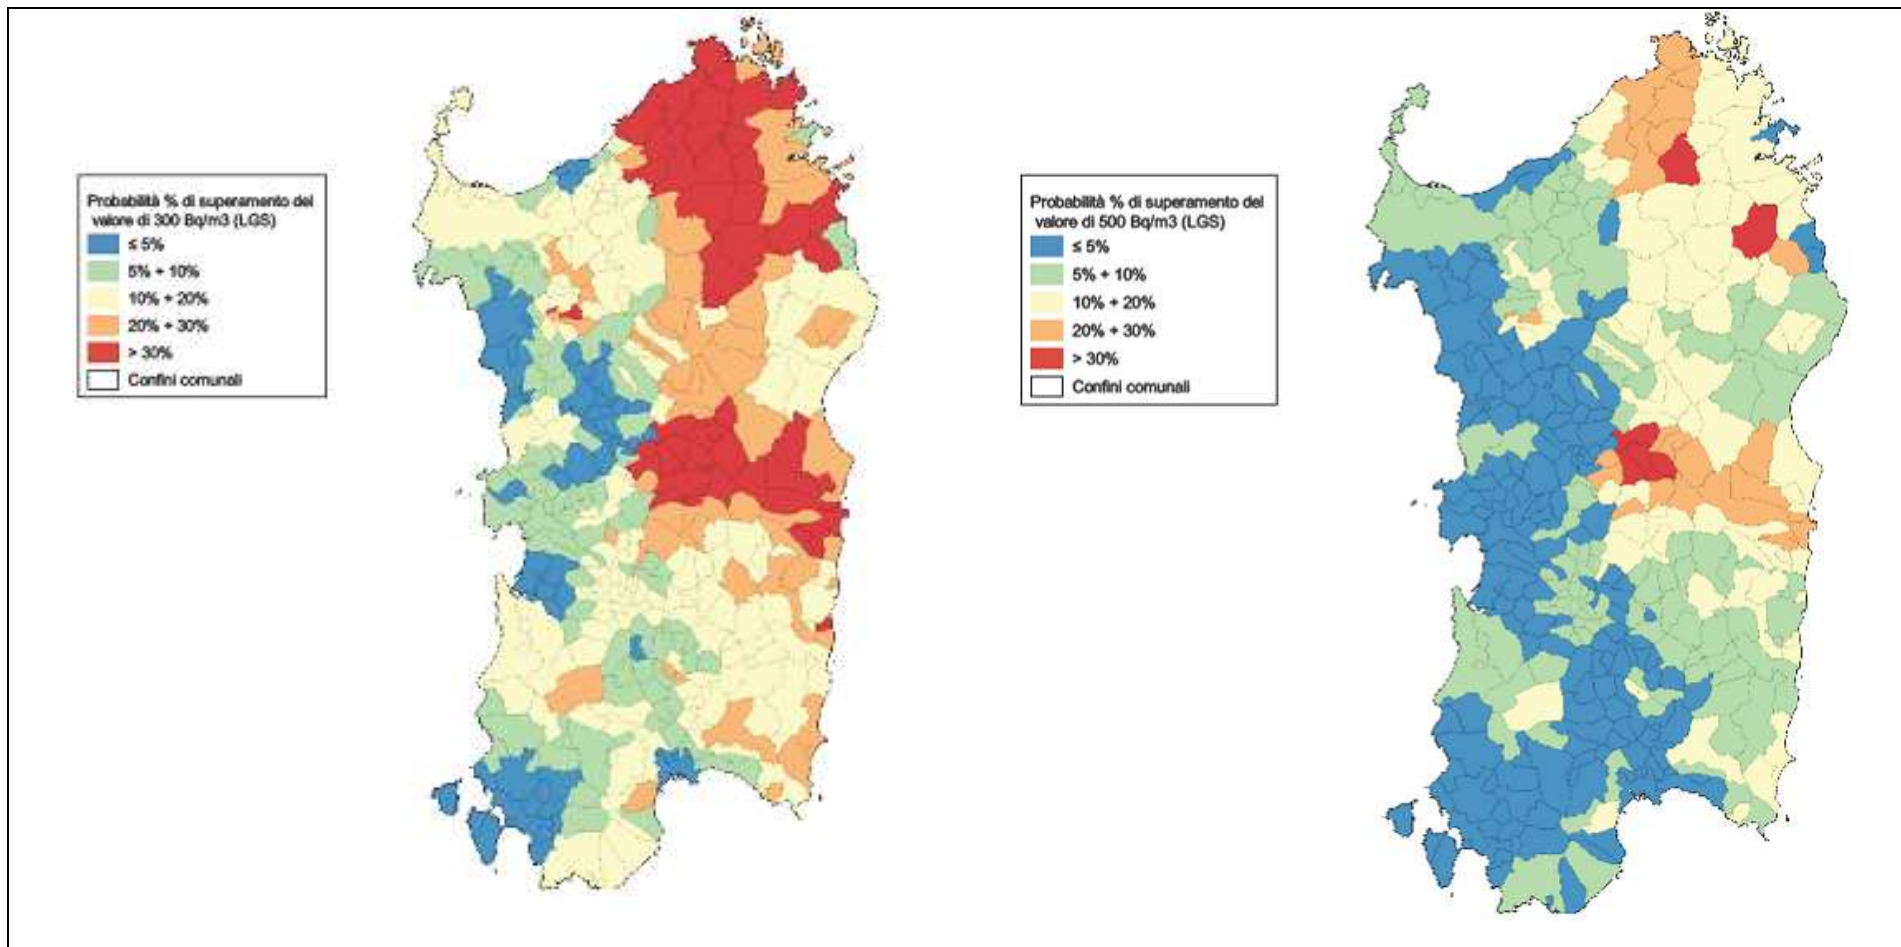 Probabilità % di superamento del
valore di 300 Bq/m3 (LGS)
≤ 5%
5% ÷ 10%
10% ÷ 20%
20% ÷ 30%
> 30%
Confini comunali
Probabilità % di superamento del
valore di 500 Bq/m3 (LGS)
≤ 5%
5% ÷ 10%
10% ÷ 20%
20% ÷ 30%
> 30%
Confini comunali